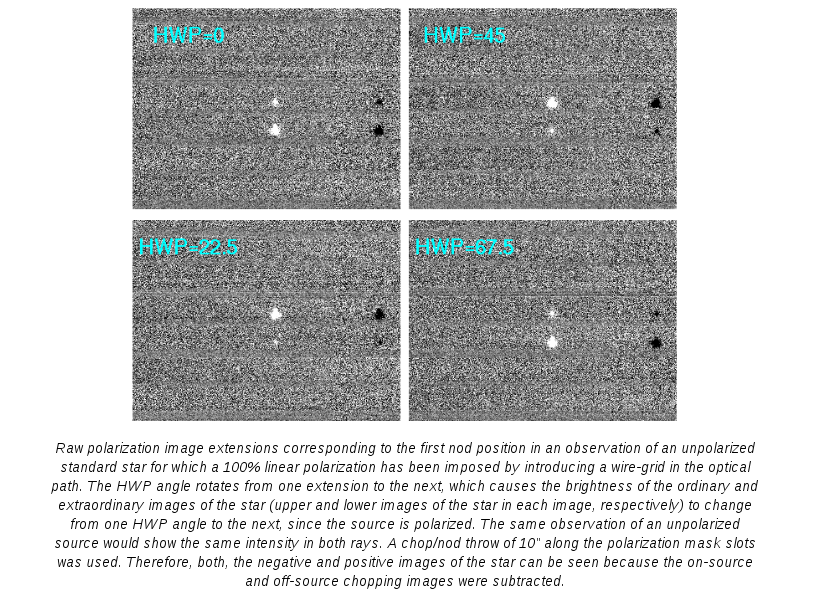 HWP=0
HWP=45
HWP=22.5
HWP=67.5
Raw polarization image extensions corresponding to the first nod position in an observation of an unpolarized
standard star for which a 100% linear polarization has been imposed by introducing a wire-grid in the optical
path. The HWP angle rotates from one extension to the next, which causes the brightness of the ordinary and
extraordinary images of the star (upper and lower images of the star in each image, respectively) to change
from one HWP angle to the next, since the source is polarized. The same observation of an unpolarized
source would show the same intensity in both rays. A chop/nod throw of 10" along the polarization mask slots
was used. Therefore, both, the negative and positive images of the star can be seen because the on-source
and off-source chopping images were subtracted.